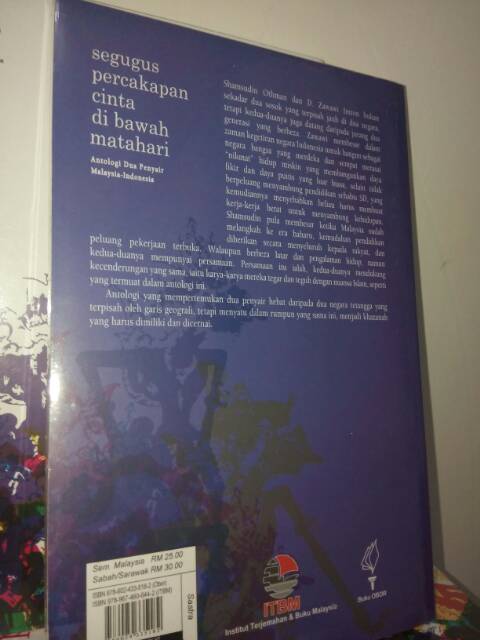 segugus
percakapan
cinta
di bawah
matahari
Antologi Dua Penyair
Malaysia-Indonesia
Shamsudin Othman dan D. Zawawi Imron bukan
sekadar dua sosok yang terpisah jauh di dua negara,
tetapi kedua-duanya juga datang daripada jurang dua
generasi yang berbeza. Zawawi membesar dalam
zaman kegetiran negara Indonesia untuk bangun sebagai
negara bangsa yang merdeka dan sempat merasai
"nikmat" hidup miskin yang membangunkan daya
fikir dan daya puitis yang luar biasa, selain tidak
berpeluang menyambung pendidikan selepas SD, yang
kemudiannya menyebabkan beliau harus membuat
kerja-kerja berat untuk menyambung kehidupan.
Shamsudin pula membesar ketika Malaysia sudah
melangkah ke era baharu, kemudahan pendidikan
diberikan secara menyeluruh kepada rakyat, dan
peluang pekerjaan terbuka. Walaupun berbeza latar dan pengalaman hidup, namun
kedua-duanya mempunyai persamaan. Persamaan itu ialah, kedua-duanya mendukung
kecenderungan yang sama, iaitu karya-karya mereka tegar dan teguh dengan nuansa Islam, seperti
yang termuat dalam antologi ini.
Antologi yang mempertemukan dua penyair hebat daripada dua negara tetangga yang
terpisah oleh garis geografi, tetapi menyatu dalam rumpun yang sama ini, menjadi khazanah
yang harus dimiliki dan dicernai.
Sem. Malaysia RM 25.00
Sabah/Sarawak RM 30.00
Sastra
ITBM
Institut Terjemahan & Buku Malaysia
Buku OBOR